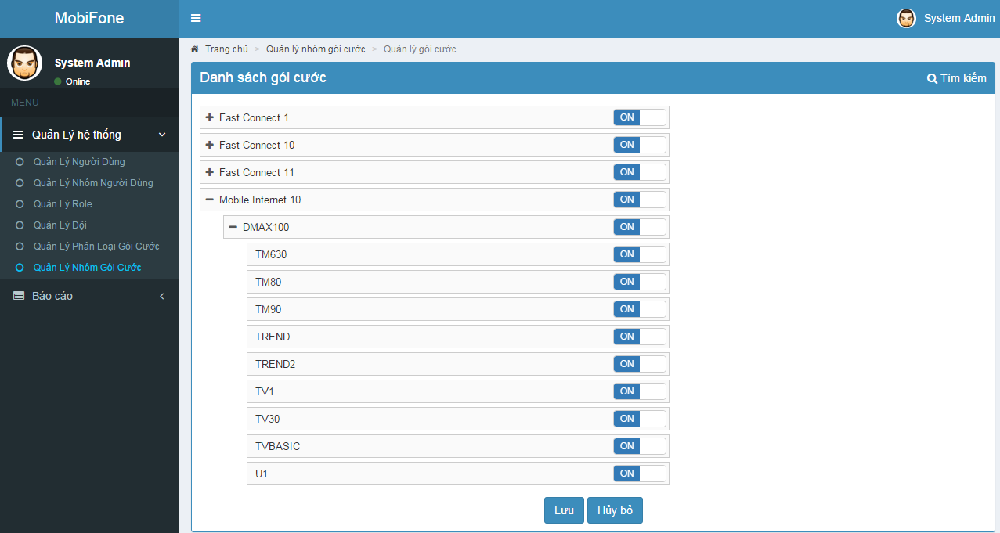 MobiFone
System Admin
System Admin
Online
MENU
Quản Lý hệ thống
Quản Lý Người Dùng
Quản Lý Nhóm Người Dùng
Quản Lý Role
Quản Lý Đội
Quản Lý Phân Loại Gói Cước
Quản Lý Nhóm Gói Cước
Báo cáo
Trang chủ > Quản lý nhóm gói cước > Quản lý gói cước
Danh sách gói cước
Tìm kiếm
Fast Connect 1 ON
Fast Connect 10 ON
Fast Connect 11 ON
Mobile Internet 10 ON
DMAX100 ON
TM630 ON
TM80 ON
TM90 ON
TREND ON
TREND2 ON
TV1 ON
TV30 ON
TVBASIC ON
U1 ON
Lưu Hủy bỏ